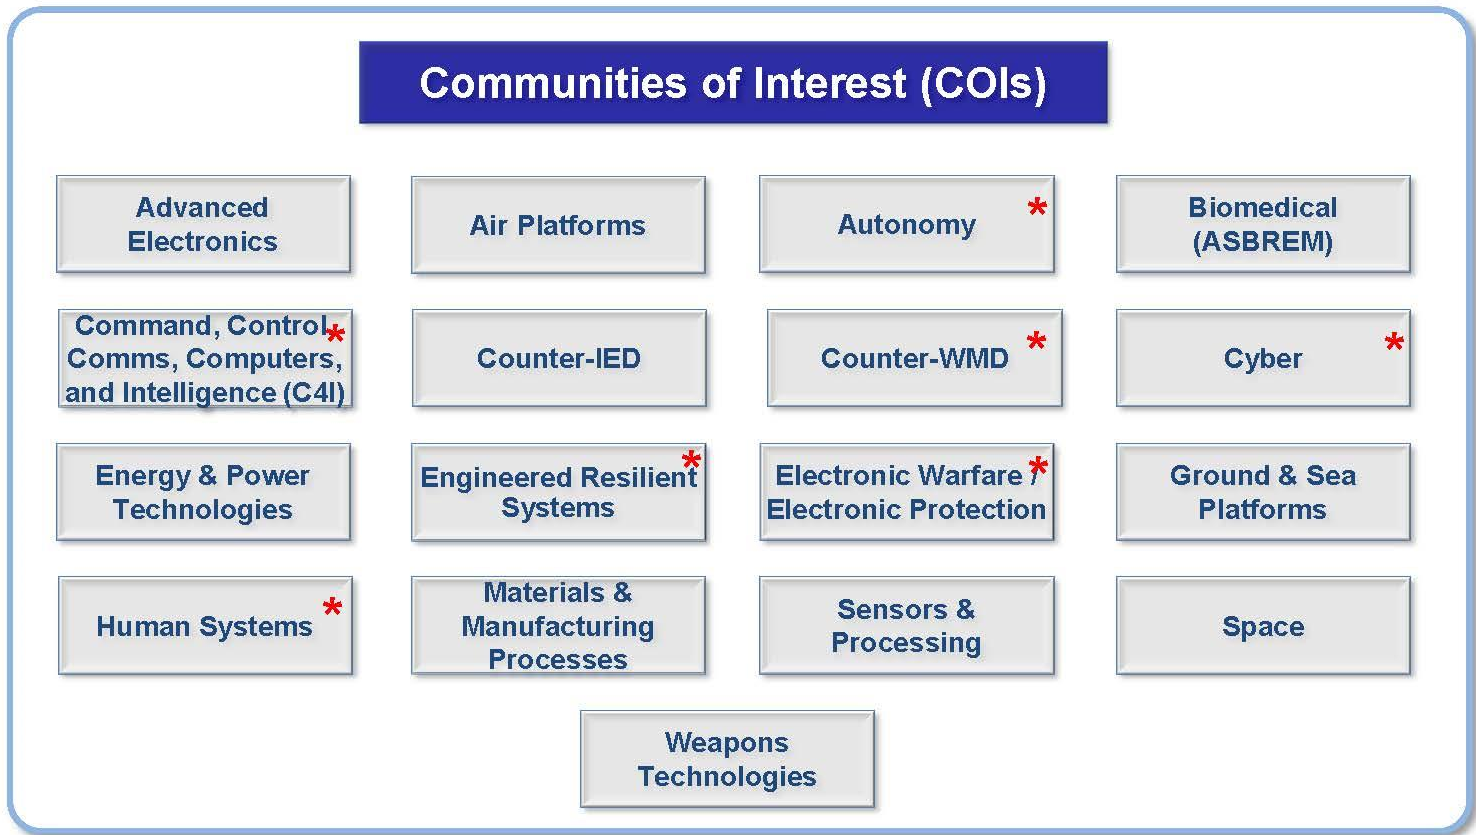 Communities of Interest (COIs)
Advanced
Electronics
Air Platforms
Autonomy *
Biomedical
(ASBREM)
Command, Control, *
Comms, Computers,
and Intelligence (C4I)
Counter-IED
Counter-WMD *
Cyber *
Energy & Power
Technologies
Engineered Resilient *
Systems
Electronic Warfare / *
Electronic Protection
Ground & Sea
Platforms
Human Systems *
Materials &
Manufacturing
Processes
Sensors &
Processing
Space
Weapons
Technologies